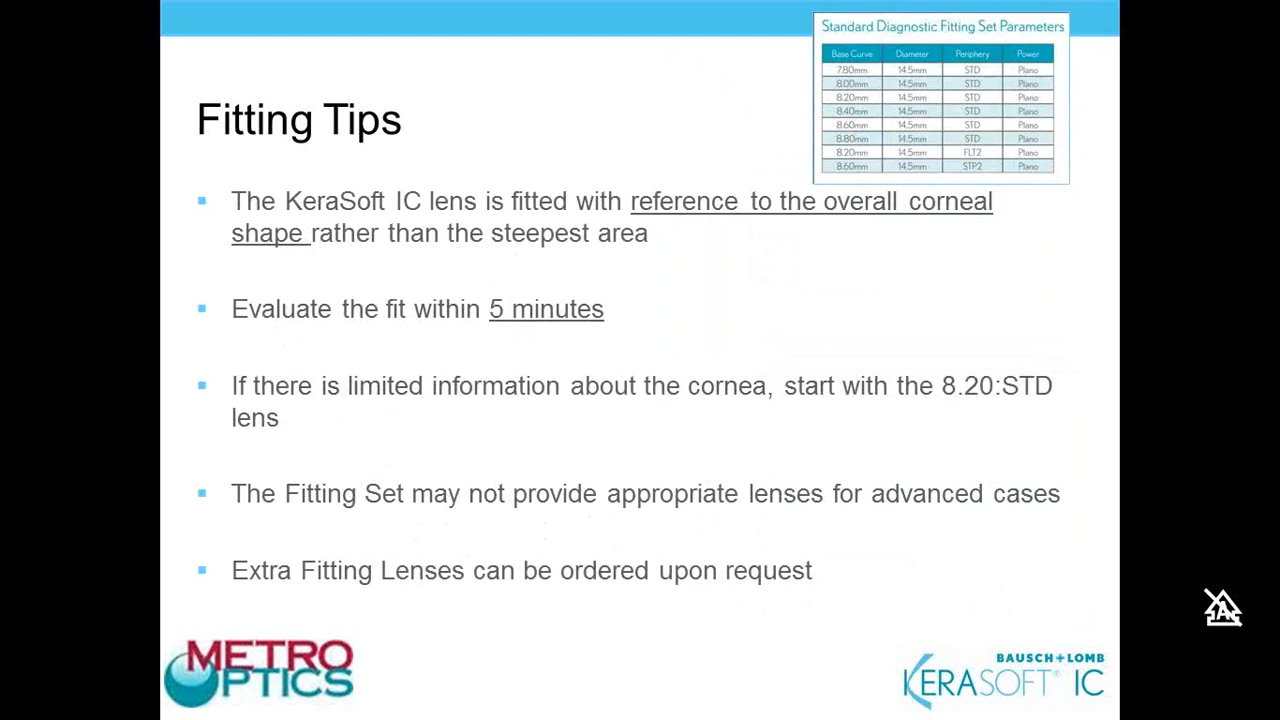 Standard Diagnostic Fitting Set Parameters
Base Curve Diameter Periphery Power
7.80mm 14.5mm STD Plano
8.00mm 14.5mm STD Plano
8.20mm 14.5mm STD Plano
8.40mm 14.5mm STD Plano
8.60mm 14.5mm STD Plano
8.80mm 14.5mm STD Plano
8.20mm 14.5mm FLT2 Plano
8.60mm 14.5mm STP2 Plano
Fitting Tips
The KeraSoft IC lens is fitted with reference to the overall corneal
shape rather than the steepest area
Evaluate the fit within 5 minutes
If there is limited information about the cornea, start with the 8.20:STD
lens
The Fitting Set may not provide appropriate lenses for advanced cases
Extra Fitting Lenses can be ordered upon request
METRO
OPTICS
BAUSCH+LOMB
KERASOFT® IC